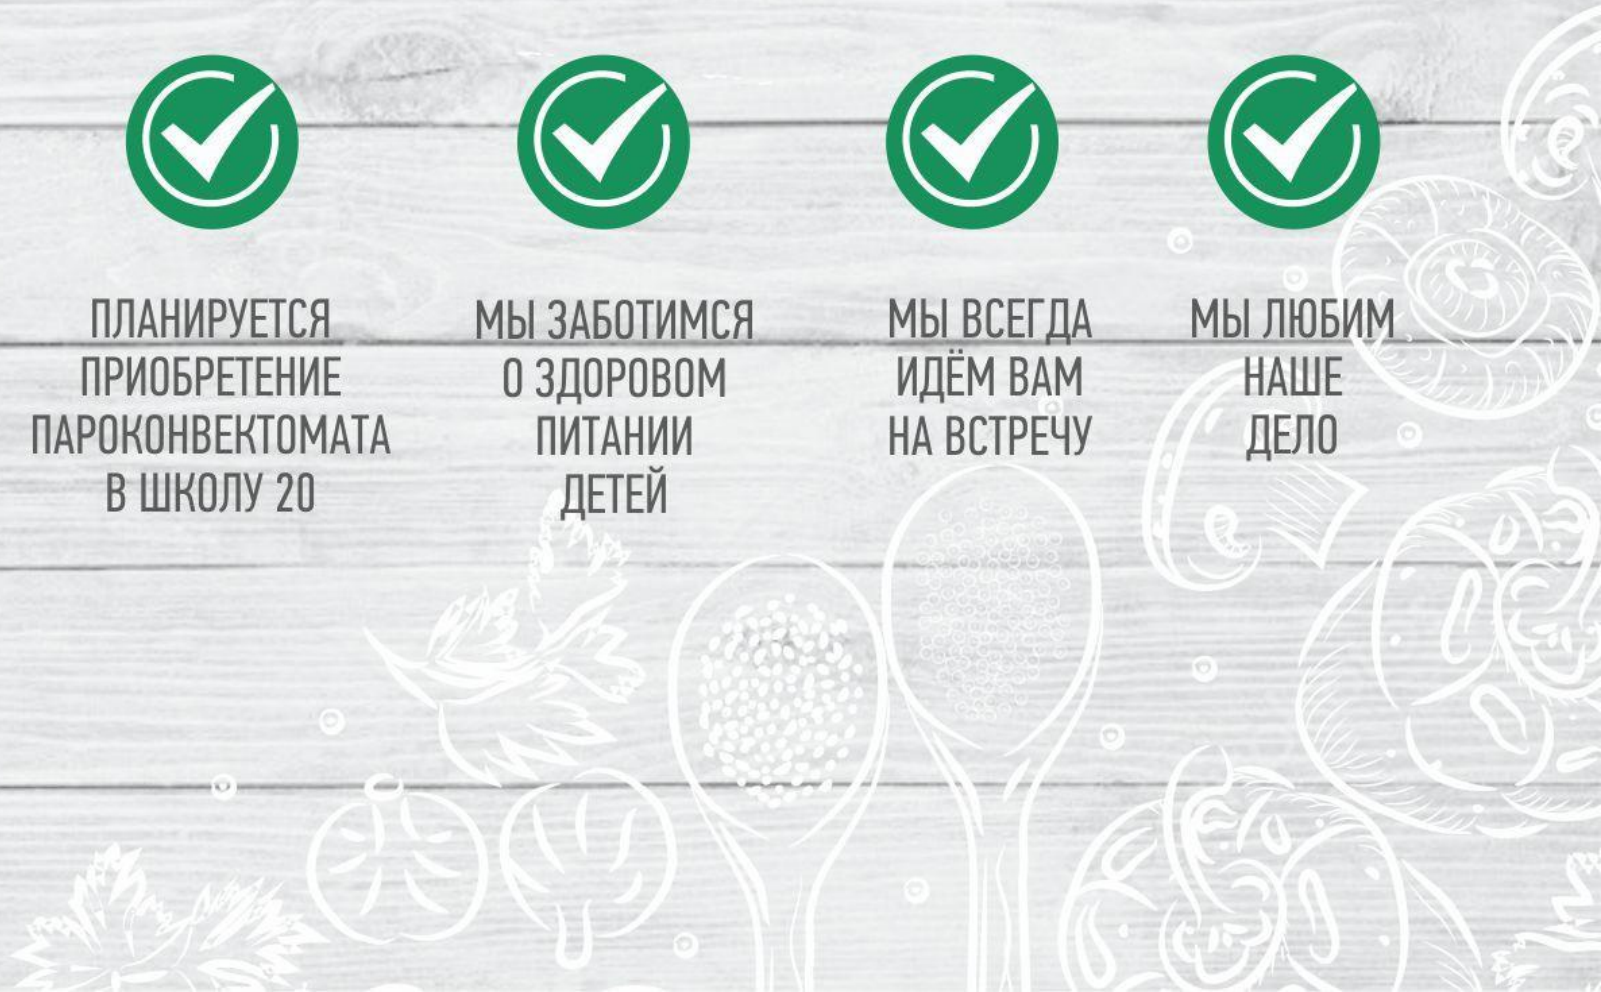 ПЛАНИРУЕТСЯ
ПРИОБРЕТЕНИЕ
ПАРОКОНВЕКТОМАТА
В ШКОЛУ 20
МЫ ЗАБОТИМСЯ
О ЗДОРОВОМ
ПИТАНИИ
ДЕТЕЙ
МЫ ВСЕГДА
ИДЁМ ВАМ
НА ВСТРЕЧУ
МЫ ЛЮБИМ
НАШЕ
ДЕЛО